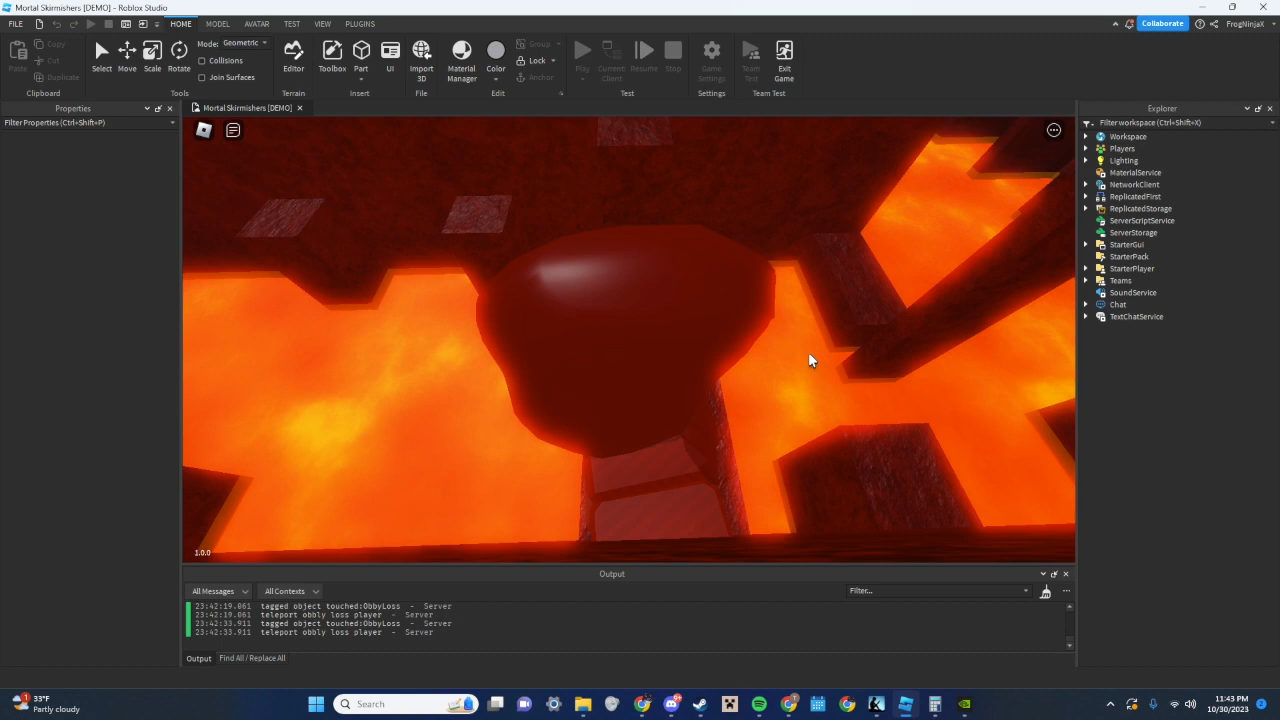 Mortal Skirmishers [DEMO] - Roblox Studio
FILE HOME MODEL AVATAR TEST VIEW PLUGINS Collaborate FrogNinjaX
Paste Copy Cut Duplicate Clipboard
Select Move Scale Rotate Mode: Geometric Collisions Join Surfaces Tools
Editor Terrain
Toolbox Part UI Insert
Import 3D File
Material Manager Color Group Lock Anchor Edit
Play Current: Client Resume Stop Test
Game Settings Settings
Team Test Exit Game Team Test
Properties
Filter Properties (Ctrl+Shift+P)
Mortal Skirmishers [DEMO]
1.0.0
Explorer
Filter workspace (Ctrl+Shift+X)
Workspace
Players
Lighting
MaterialService
NetworkClient
ReplicatedFirst
ReplicatedStorage
ServerScriptService
ServerStorage
StarterGui
StarterPack
StarterPlayer
Teams
SoundService
Chat
TextChatService
Output
All Messages All Contexts Filter...
23:42:19.061 tagged object touched:ObbyLoss - Server
23:42:19.061 teleport obbly loss player - Server
23:42:33.911 tagged object touched:ObbyLoss - Server
23:42:33.911 teleport obbly loss player - Server
Output Find All / Replace All
33°F
Partly cloudy
Search
11:43 PM
10/30/2023